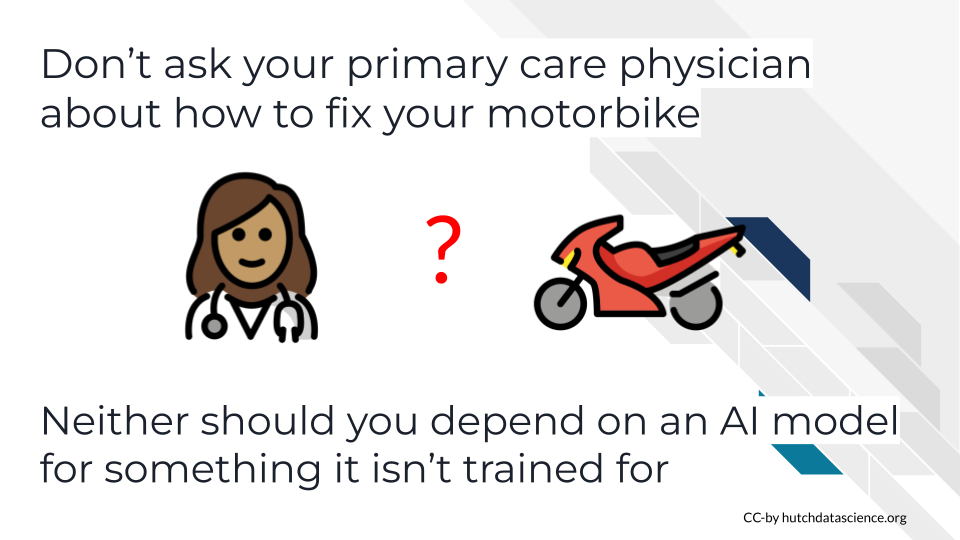 Don’t ask your primary care physician
about how to fix your motorbike
?
Neither should you depend on an AI model
for something it isn’t trained for
CC-by hutchdatascience.org